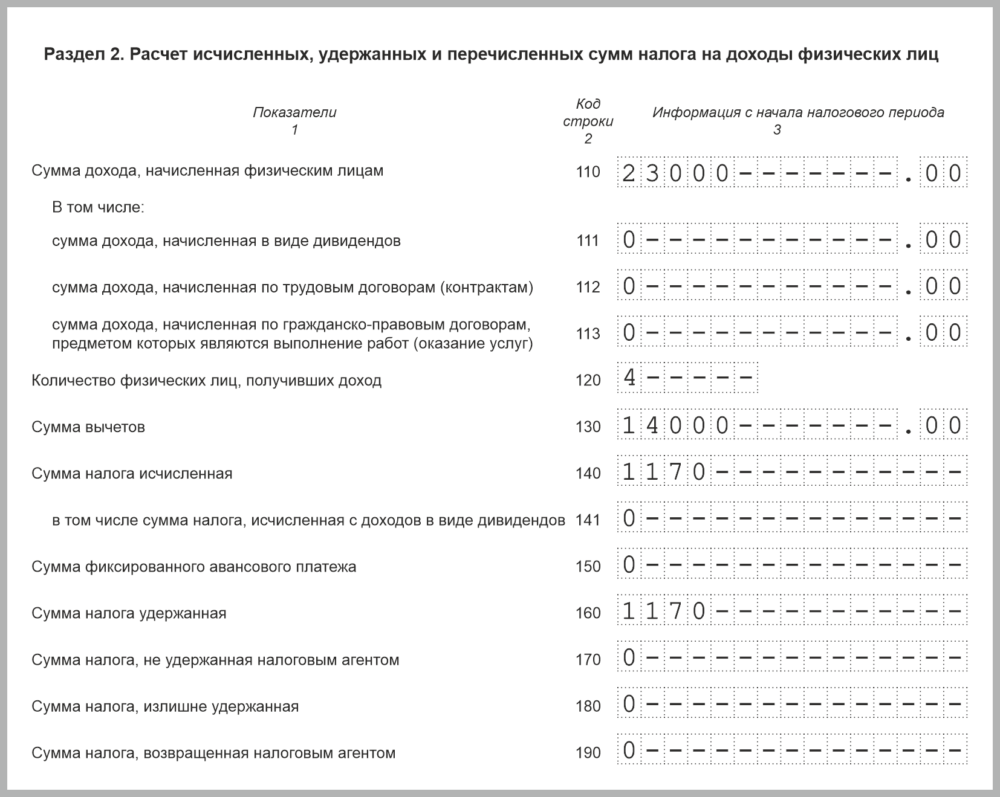 Раздел 2. Расчет исчисленных, удержанных и перечисленных сумм налога на доходы физических лиц
Показатели
1
Код
строки
2
Информация с начала налогового периода
3
Сумма дохода, начисленная физическим лицам 110 23000-------.00
В том числе:
сумма дохода, начисленная в виде дивидендов 111 0-----------.00
сумма дохода, начисленная по трудовым договорам (контрактам) 112 0-----------.00
сумма дохода, начисленная по гражданско-правовым договорам,
предметом которых являются выполнение работ (оказание услуг) 113 0-----------.00
Количество физических лиц, получивших доход 120 4-----
Сумма вычетов 130 14000-------.00
Сумма налога исчисленная 140 1170-----------
в том числе сумма налога, исчисленная с доходов в виде дивидендов 141 0--------------
Сумма фиксированного авансового платежа 150 0--------------
Сумма налога удержанная 160 1170-----------
Сумма налога, не удержанная налоговым агентом 170 0--------------
Сумма налога, излишне удержанная 180 0--------------
Сумма налога, возвращенная налоговым агентом 190 0--------------